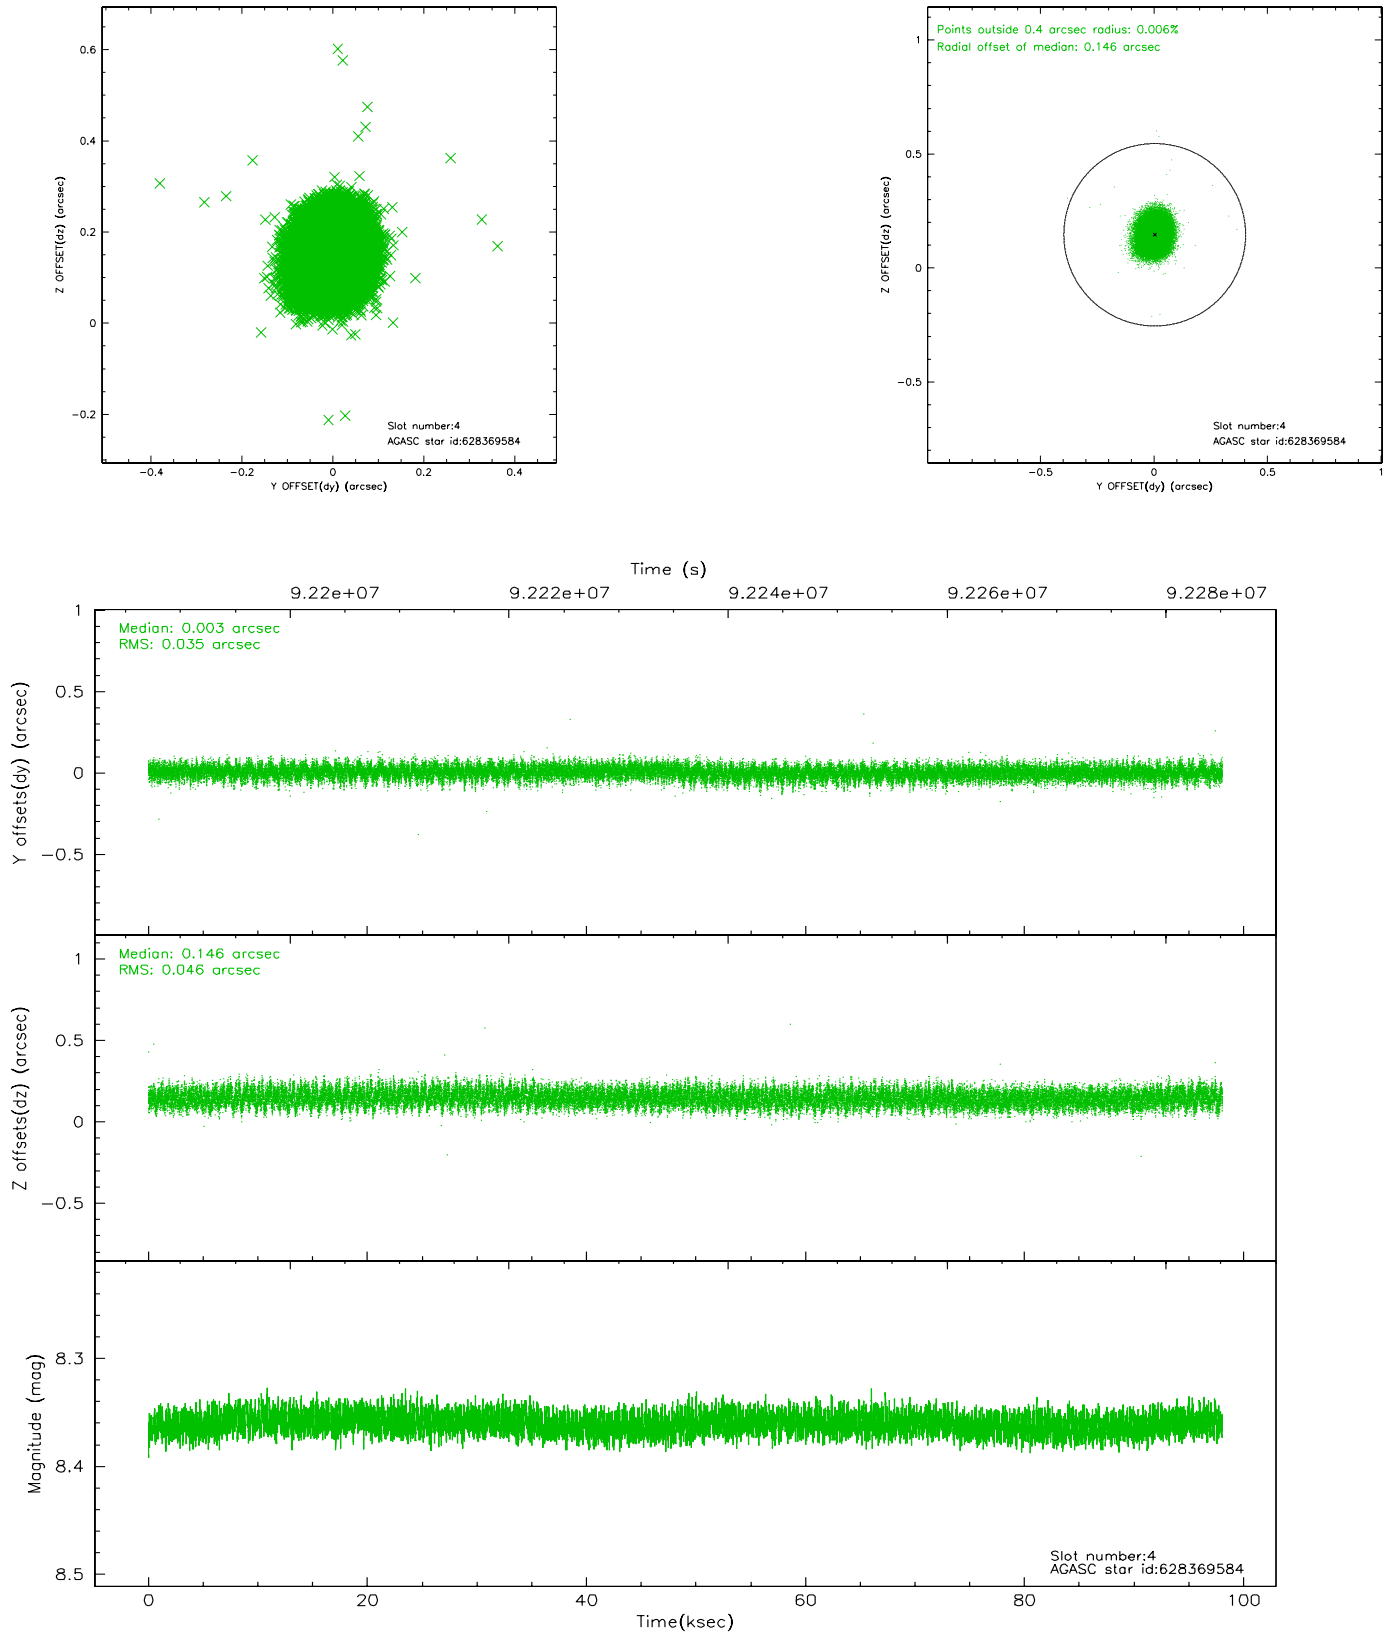 0.6
0.4
0.2
0
−0.2
Z OFFSET(dz) (arcsec)
−0.4
−0.2
0
0.2
0.4
Y OFFSET(dy) (arcsec)
Slot number:4
AGASC star id:628369584
Points outside 0.4 arcsec radius: 0.006%
Radial offset of median: 0.146 arcsec
1
0.5
0
−0.5
Z OFFSET(dz) (arcsec)
−0.5
0
0.5
1
Y OFFSET(dy) (arcsec)
Slot number:4
AGASC star id:628369584
Time (s)
9.22e+07
9.222e+07
9.224e+07
9.226e+07
9.228e+07
Median: 0.003 arcsec
RMS: 0.035 arcsec
1
0.5
0
−0.5
Y offsets(dy) (arcsec)
Median: 0.146 arcsec
RMS: 0.046 arcsec
1
0.5
0
−0.5
Z offsets(dz) (arcsec)
8.3
8.4
8.5
Magnitude (mag)
Slot number:4
AGASC star id:628369584
0
20
40
60
80
100
Time(ksec)